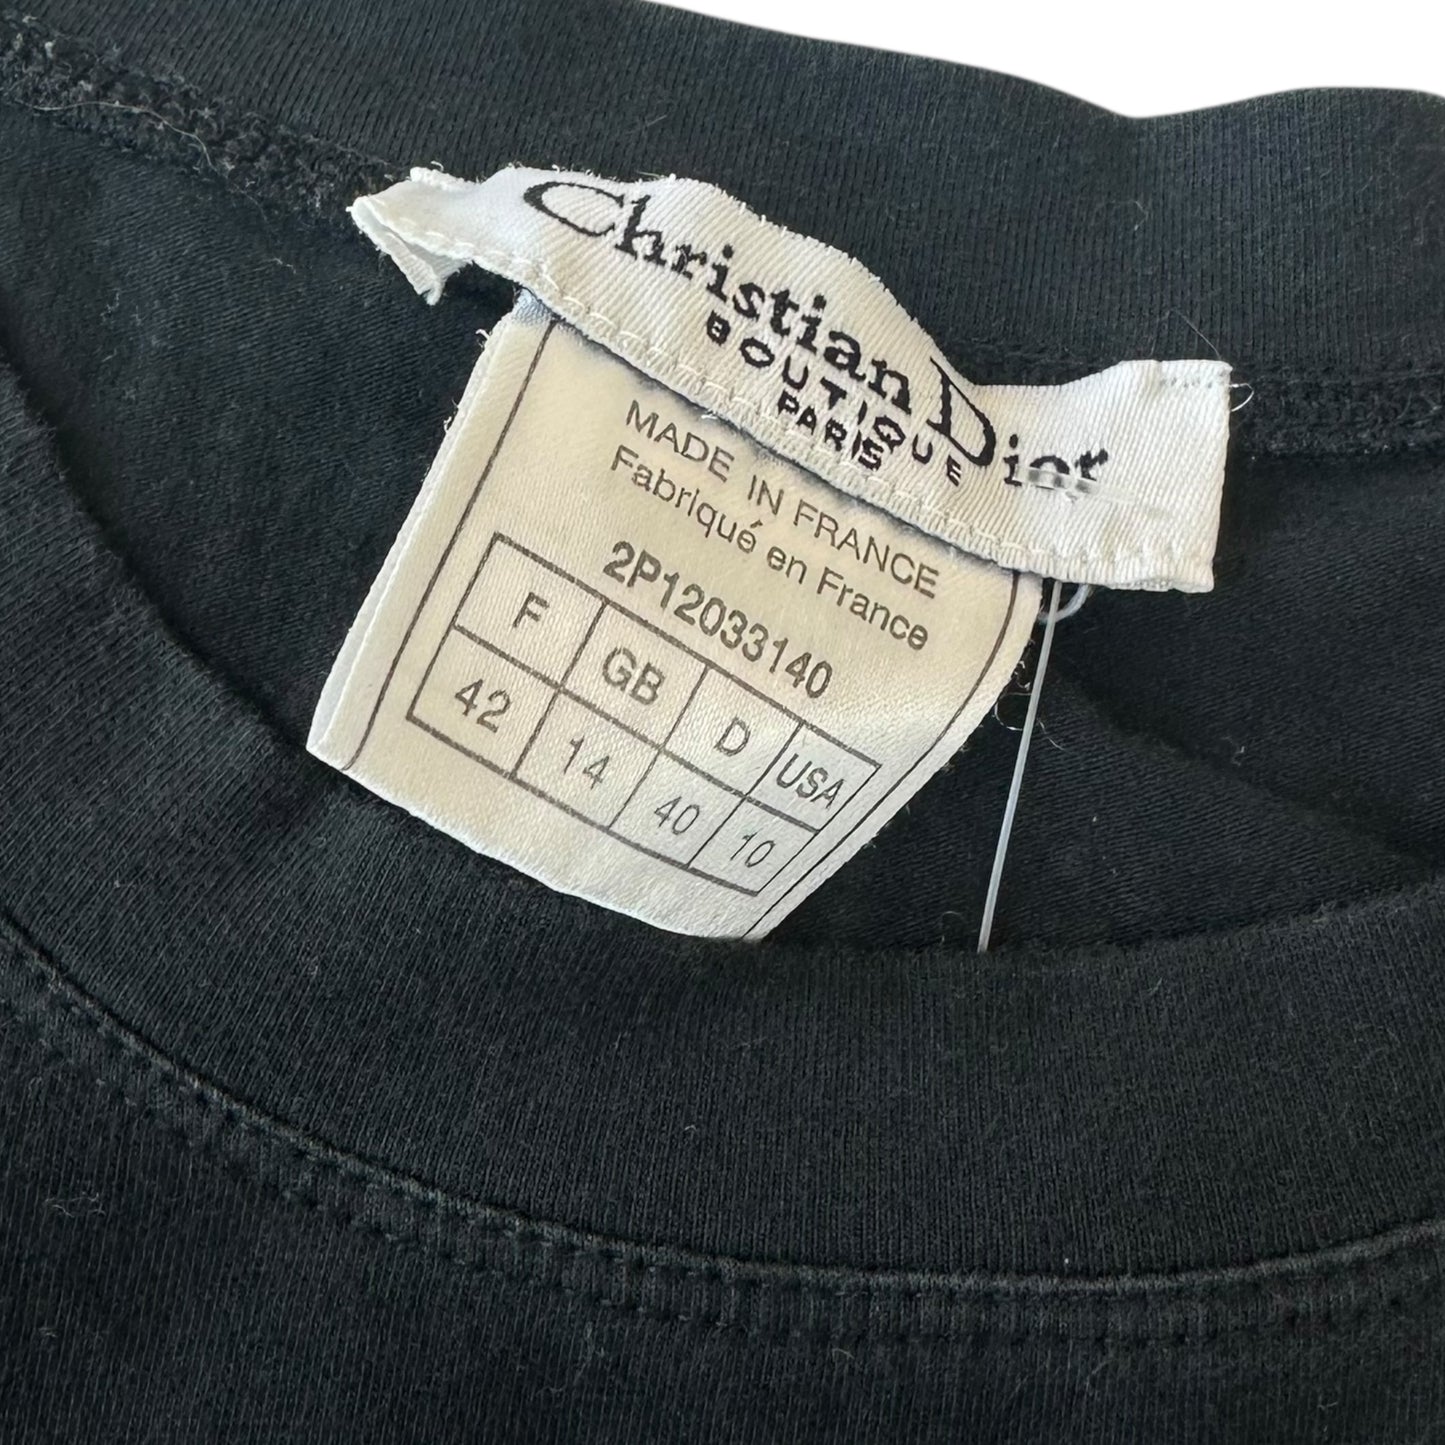 Christian Dior
BOUTIQUE
PARIS
MADE IN FRANCE
Fabriqué en France
2P12033140
F GB D USA
42 14 40 10